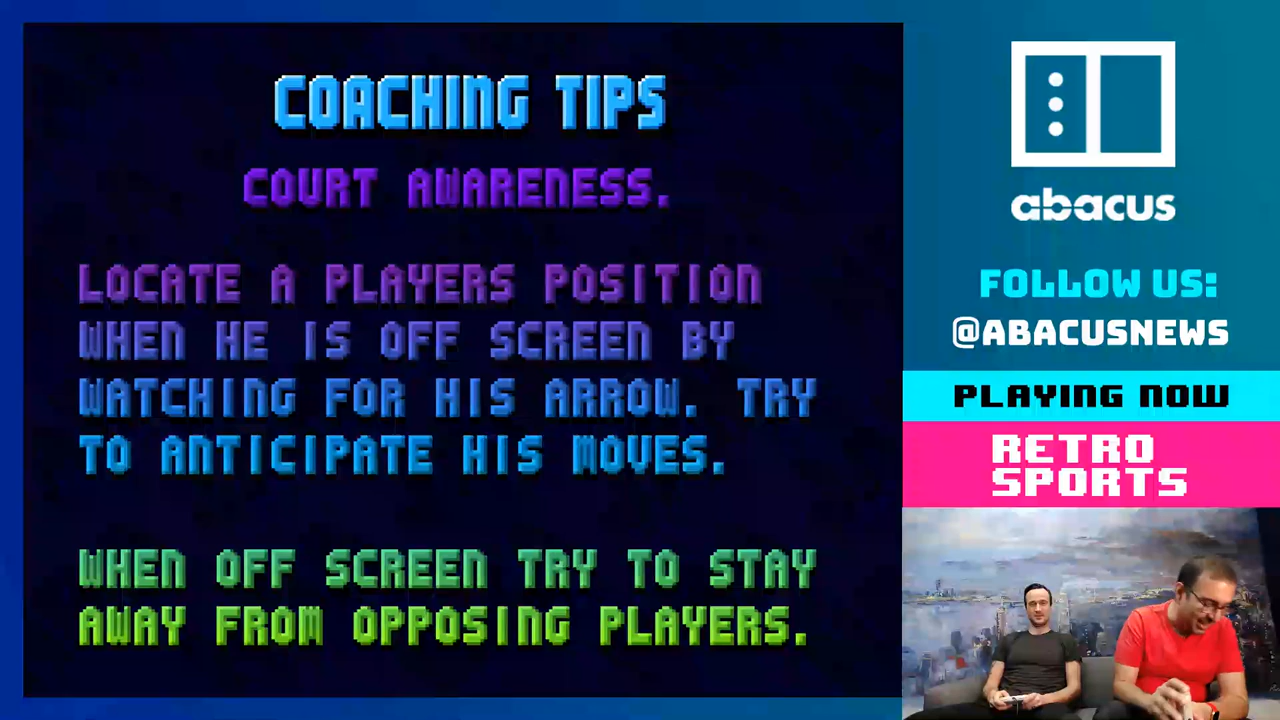 COACHING TIPS
COURT AWARENESS.
LOCATE A PLAYERS POSITION
WHEN HE IS OFF SCREEN BY
WATCHING FOR HIS ARROW. TRY
TO ANTICIPATE HIS MOVES.
WHEN OFF SCREEN TRY TO STAY
AWAY FROM OPPOSING PLAYERS.
abacus
FOLLOW US:
@ABACUSNEWS
PLAYING NOW
RETRO
SPORTS